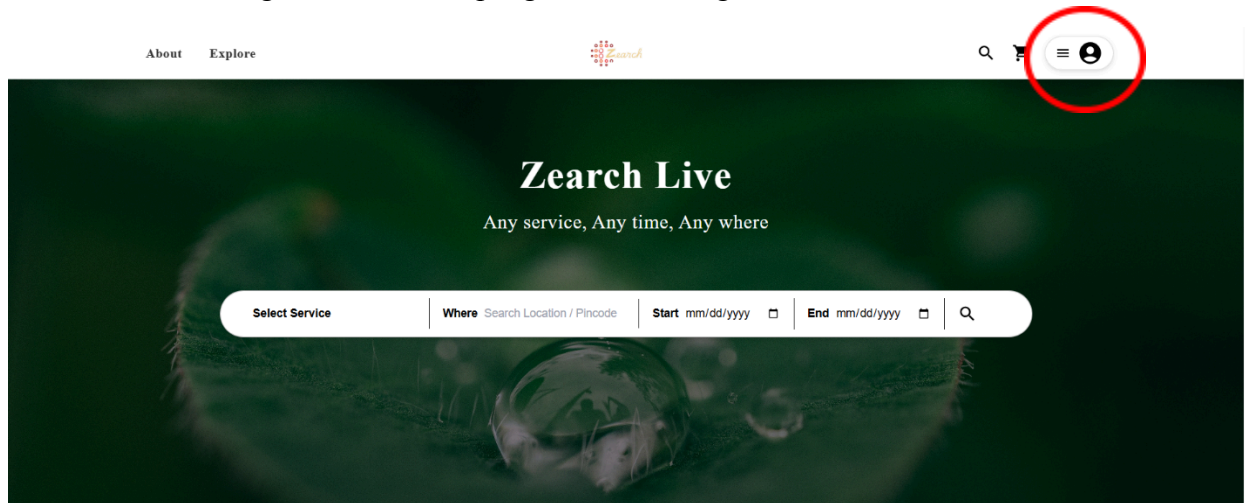 About Explore Zearch
Zearch Live
Any service, Any time, Any where
Select Service Where Search Location / Pincode Start mm/dd/yyyy End mm/dd/yyyy